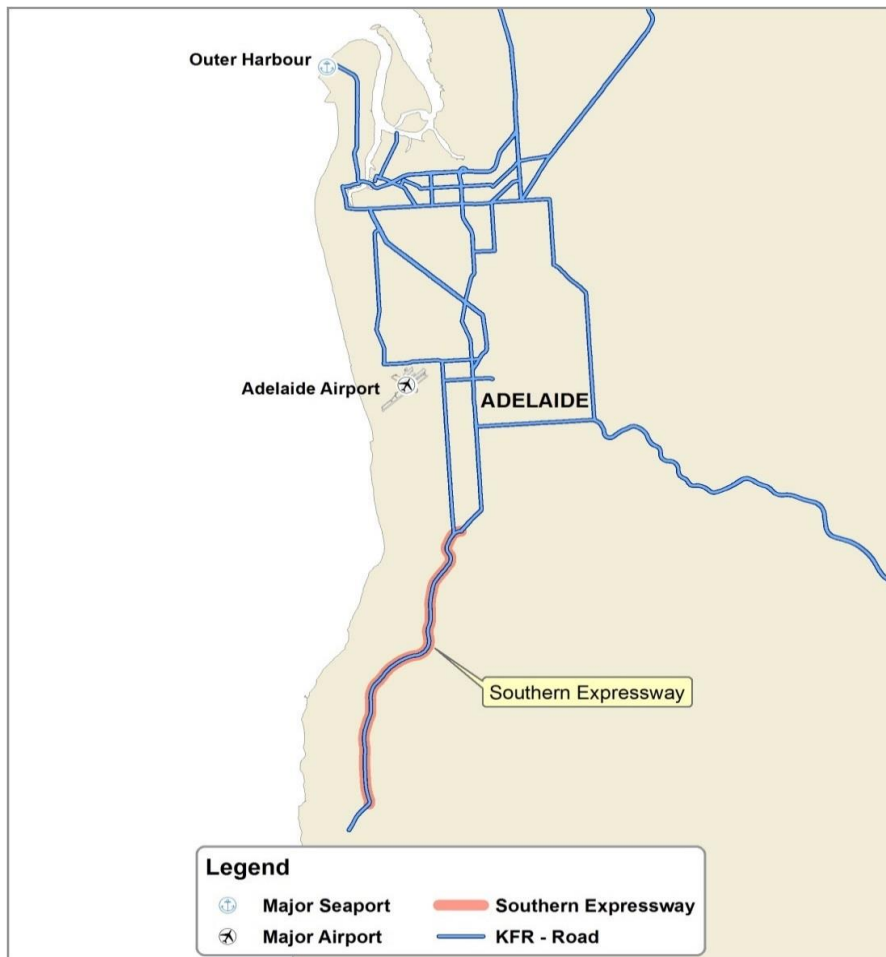 Outer Harbour
Adelaide Airport
ADELAIDE
Southern Expressway
Legend
Major Seaport
Southern Expressway
Major Airport
KFR - Road